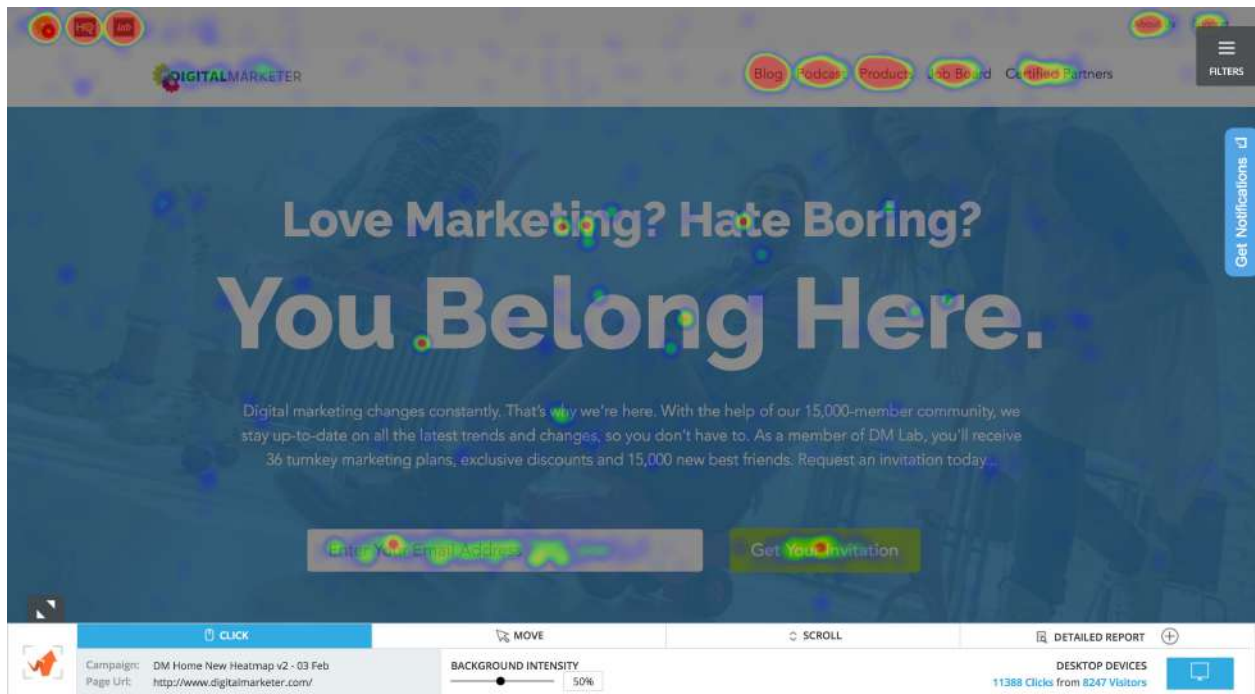 HQ lab
FILTERS
DIGITALMARKETER
Blog Podcast Products Job Board Certified Partners
Get Notifications
Love Marketing? Hate Boring?
You Belong Here.
Digital marketing changes constantly. That's why we're here. With the help of our 15,000-member community, we
stay up-to-date on all the latest trends and changes, so you don't have to. As a member of DM Lab, you'll receive
36 turnkey marketing plans, exclusive discounts and 15,000 new best friends. Request an invitation today...
Enter Your Email Address Get Your Invitation
CLICK MOVE SCROLL DETAILED REPORT
Campaign: DM Home New Heatmap v2 - 03 Feb BACKGROUND INTENSITY DESKTOP DEVICES
Page Url: http://www.digitalmarketer.com/ 50% 11388 Clicks from 8247 Visitors